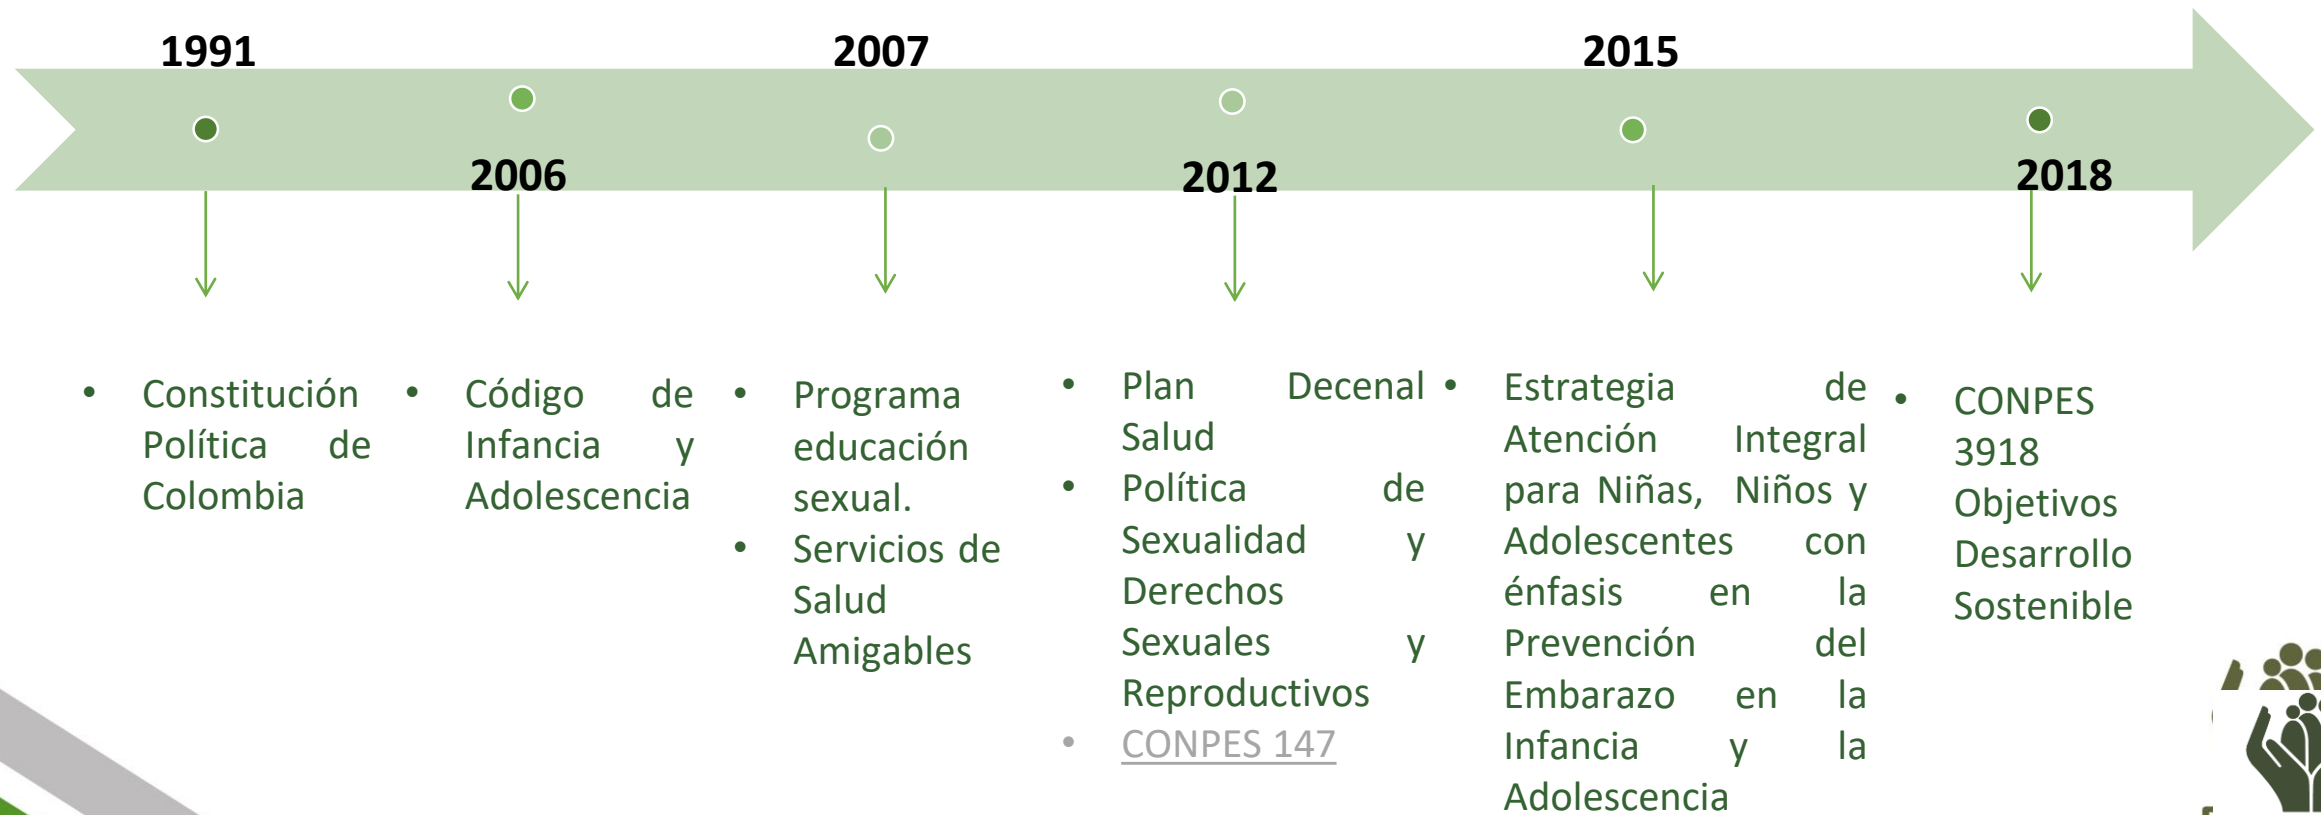 1991
2006
2007
2012
2015
2018
• Constitución
Política de
Colombia
• Código de
Infancia y
Adolescencia
• Programa
educación
sexual.
• Servicios de
Salud
Amigables
• Plan Decenal
Salud
• Política de
Sexualidad y
Derechos
Sexuales y
Reproductivos
• CONPES 147
• Estrategia de
Atención Integral
para Niñas, Niños y
Adolescentes con
énfasis en la
Prevención del
Embarazo en la
Infancia y la
Adolescencia
• CONPES
3918
Objetivos
Desarrollo
Sostenible